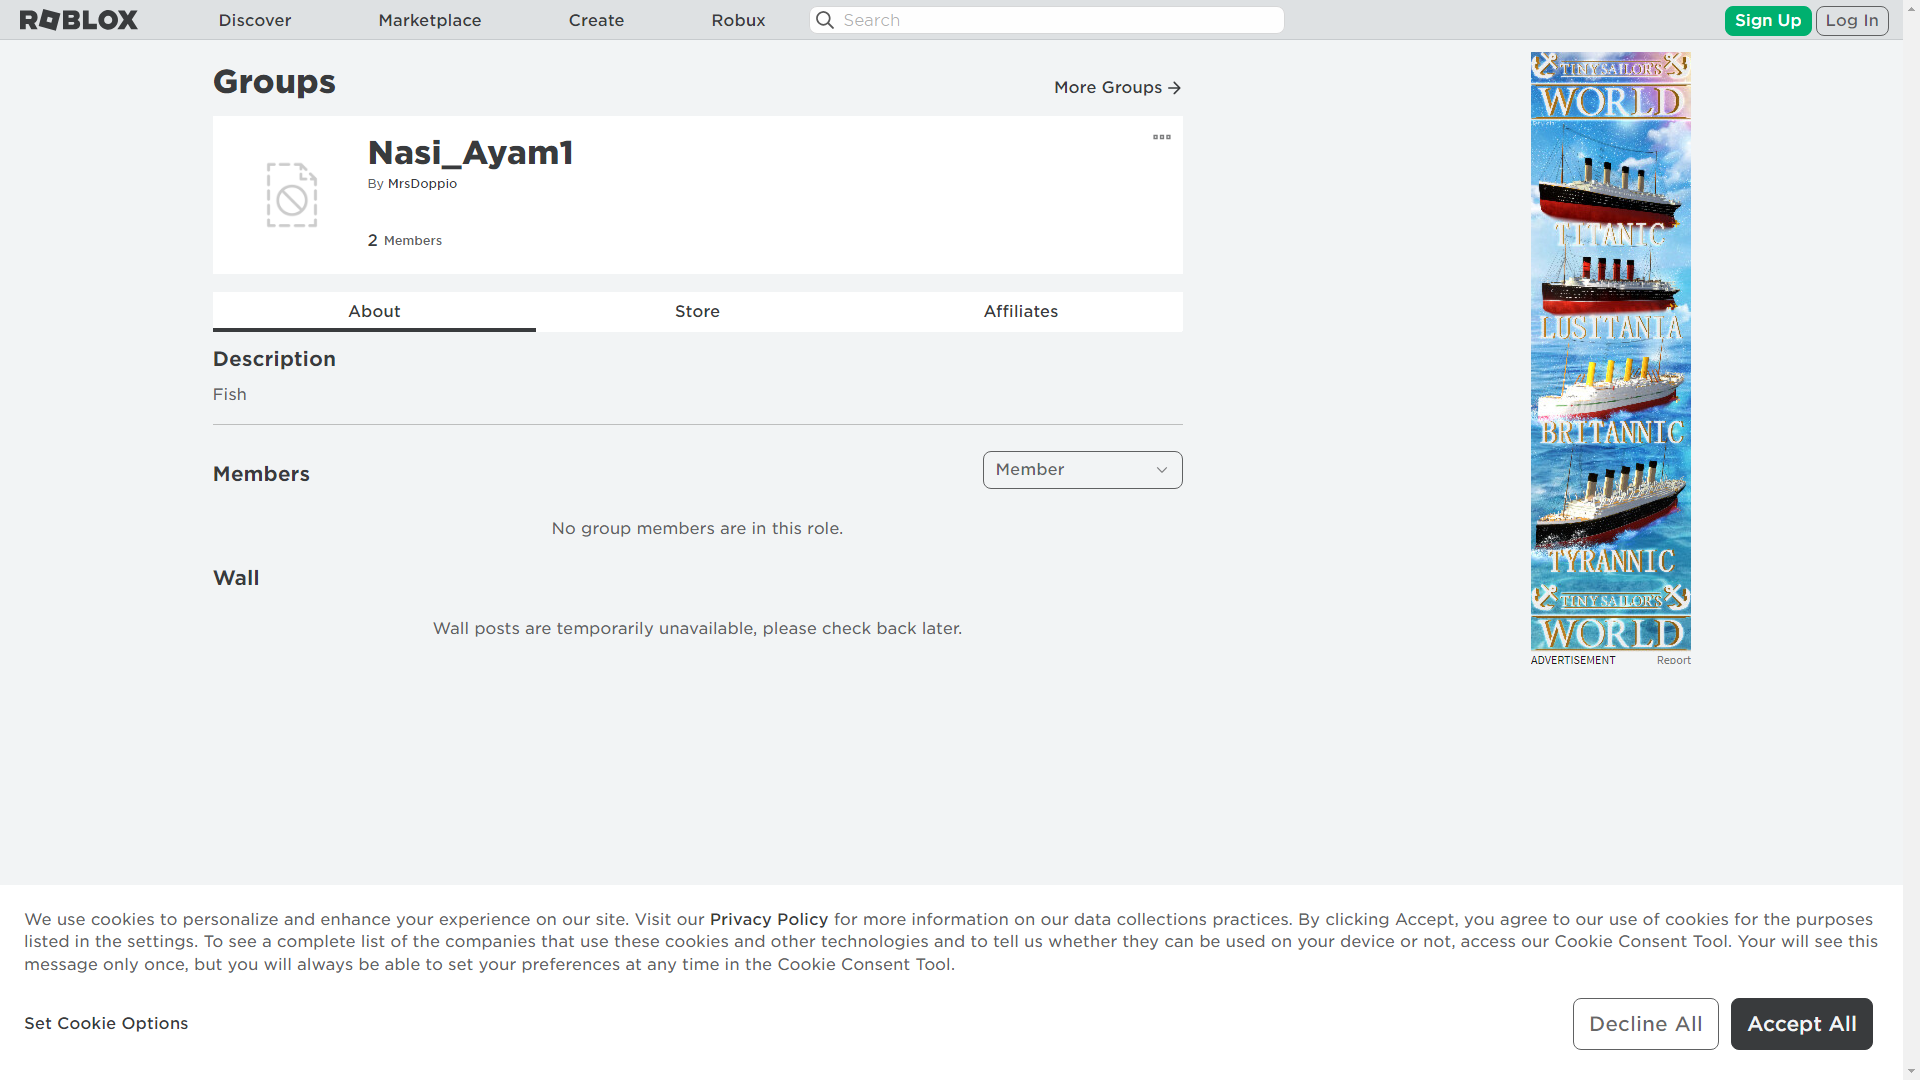 ROBLOX
Discover
Marketplace
Create
Robux
Search
Sign Up
Log In
Groups
More Groups
Nasi_Ayam1
By MrsDoppio
2 Members
About
Store
Affiliates
Description
Fish
Members
Member
No group members are in this role.
Wall
Wall posts are temporarily unavailable, please check back later.
TINY SAILOR'S
WORLD
TITANIC
LUSITANIA
BRITANNIC
TYRANNIC
TINY SAILOR'S
WORLD
ADVERTISEMENT
Report
We use cookies to personalize and enhance your experience on our site. Visit our Privacy Policy for more information on our data collections practices. By clicking Accept, you agree to our use of cookies for the purposes
listed in the settings. To see a complete list of the companies that use these cookies and other technologies and to tell us whether they can be used on your device or not, access our Cookie Consent Tool. Your will see this
message only once, but you will always be able to set your preferences at any time in the Cookie Consent Tool.
Set Cookie Options
Decline All
Accept All